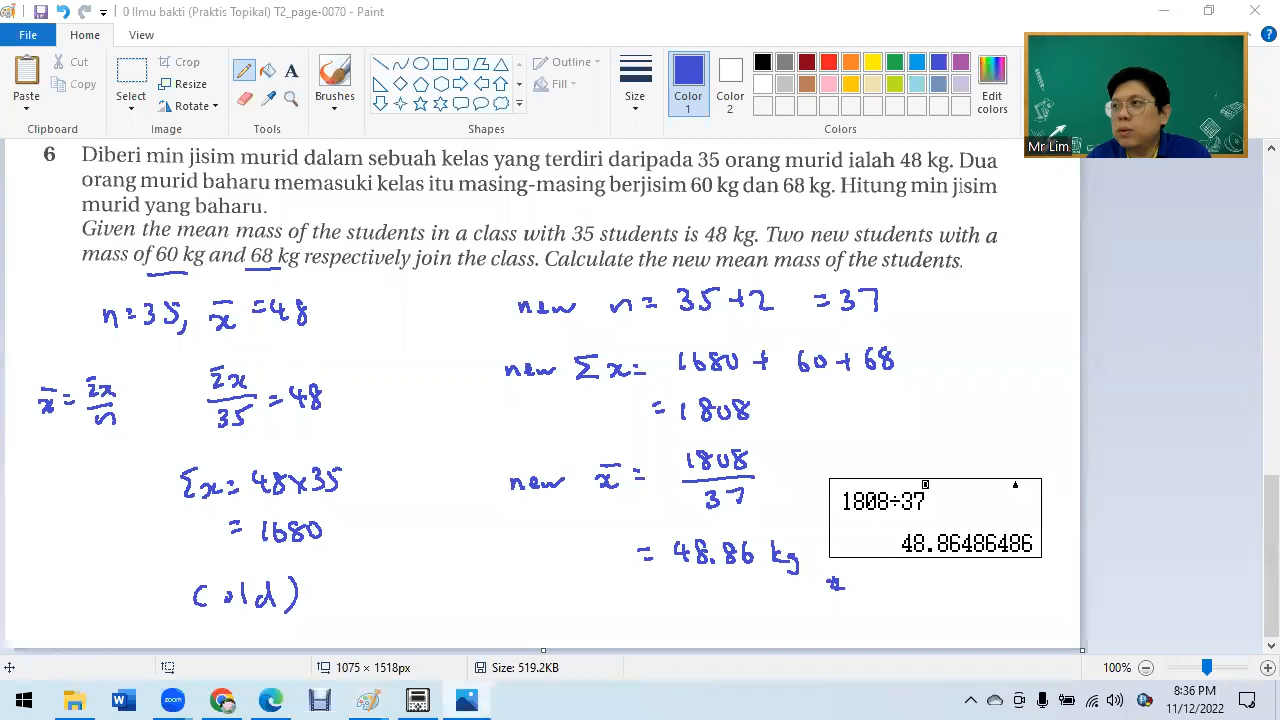 0 Ilmu bakti (Praktis Topikal) T2_page-0070 - Paint
File Home View
Paste Cut Copy
Clipboard
Select Crop Resize Rotate
Image
Tools
Brushes
Shapes
Outline Fill
Size
Color 1
Color 2
Edit colors
Colors
Mr Lim
6 Diberi min jisim murid dalam sebuah kelas yang terdiri daripada 35 orang murid ialah 48 kg. Dua
orang murid baharu memasuki kelas itu masing-masing berjisim 60 kg dan 68 kg. Hitung min jisim
murid yang baharu.
Given the mean mass of the students in a class with 35 students is 48 kg. Two new students with a
mass of 60 kg and 68 kg respectively join the class. Calculate the new mean mass of the students.
n=35, x̄ =48
x̄ = Σx/n
Σx/35 = 48
Σx = 48×35
= 1680
(old)
new n = 35+2 = 37
new Σx = 1680 + 60 + 68
= 1808
new x̄ = 1808/37
= 48.86 kg
1808÷37
48.86486486
1075 × 1518px
Size: 519.2KB
100%
W
zoom
8:36 PM
11/12/2022